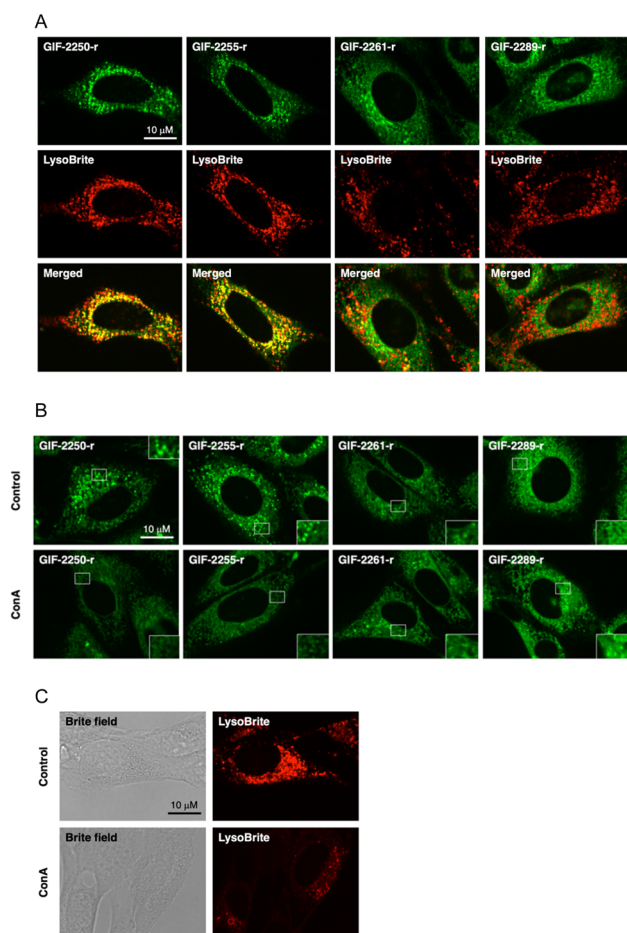 A
GIF-2250-r GIF-2255-r GIF-2261-r GIF-2289-r
10 μM
LysoBrite LysoBrite LysoBrite LysoBrite
Merged Merged Merged Merged
B
GIF-2250-r GIF-2255-r GIF-2261-r GIF-2289-r
Control
10 μM
GIF-2250-r GIF-2255-r GIF-2261-r GIF-2289-r
ConA
C
Brite field LysoBrite
Control
10 μM
Brite field LysoBrite
ConA